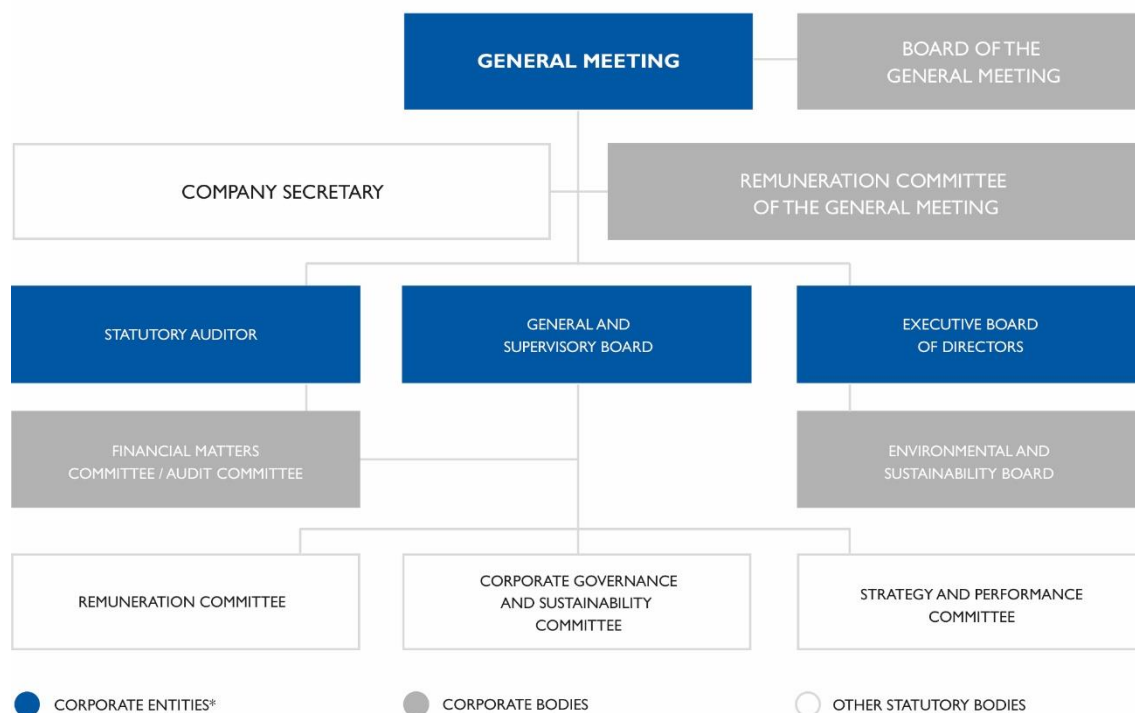 GENERAL MEETING
BOARD OF THE
GENERAL MEETING
COMPANY SECRETARY
REMUNERATION COMMITTEE
OF THE GENERAL MEETING
STATUTORY AUDITOR
GENERAL AND
SUPERVISORY BOARD
EXECUTIVE BOARD
OF DIRECTORS
FINANCIAL MATTERS
COMMITTEE / AUDIT COMMITTEE
ENVIRONMENTAL AND
SUSTAINABILITY BOARD
REMUNERATION COMMITTEE
CORPORATE GOVERNANCE
AND SUSTAINABILITY
COMMITTEE
STRATEGY AND PERFORMANCE
COMMITTEE
CORPORATE ENTITIES*
CORPORATE BODIES
OTHER STATUTORY BODIES